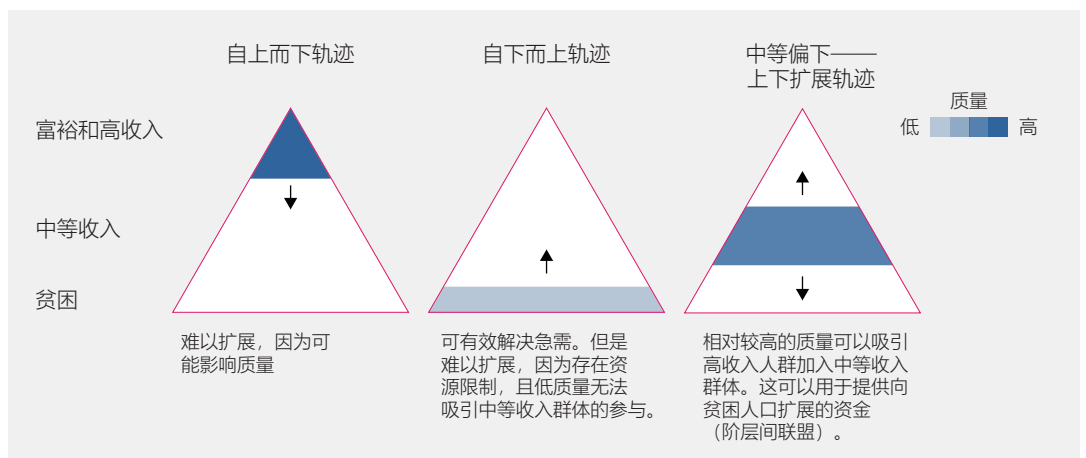 自上而下轨迹
自下而上轨迹
中等偏下——
上下扩展轨迹
质量
低
高
富裕和高收入
中等收入
贫困
难以扩展，因为可
能影响质量
可有效解决急需。但是
难以扩展，因为存在资
源限制，且低质量无法
吸引中等收入群体的参与。
相对较高的质量可以吸引
高收入人群加入中等收入
群体。这可以用于提供向
贫困人口扩展的资金
（阶层间联盟）。